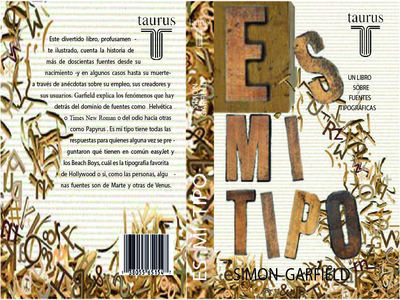 taurus
T
Este divertido libro, profusamen -
te ilustrado, cuenta la historia de
más de doscientas fuentes desde su
nacimiento -y en algunos casos hasta su muerte-
a través de anécdotas sobre su empleo, sus creadores y
sus usuarios. Garfield explica los fenómenos que hay
detrás del dominio de fuentes como Helvética
o Times New Roman o del odio hacia otras
como Papyrus . Es mi tipo tiene todas las
respuestas para quienes alguna vez se pre-
guntaron qué tienen en común easyJet y
los Beach Boys, cuál es la tipografía favorita
de Hollywood o si, como las personas, algu -
nas fuentes son de Marte y otras de Venus.
ES MI TIPO
ES
MI
TIPO
taurus
T
UN LIBRO
SOBRE
FUENTES
TIPOGRÁFICAS
SIMON GARFIELD